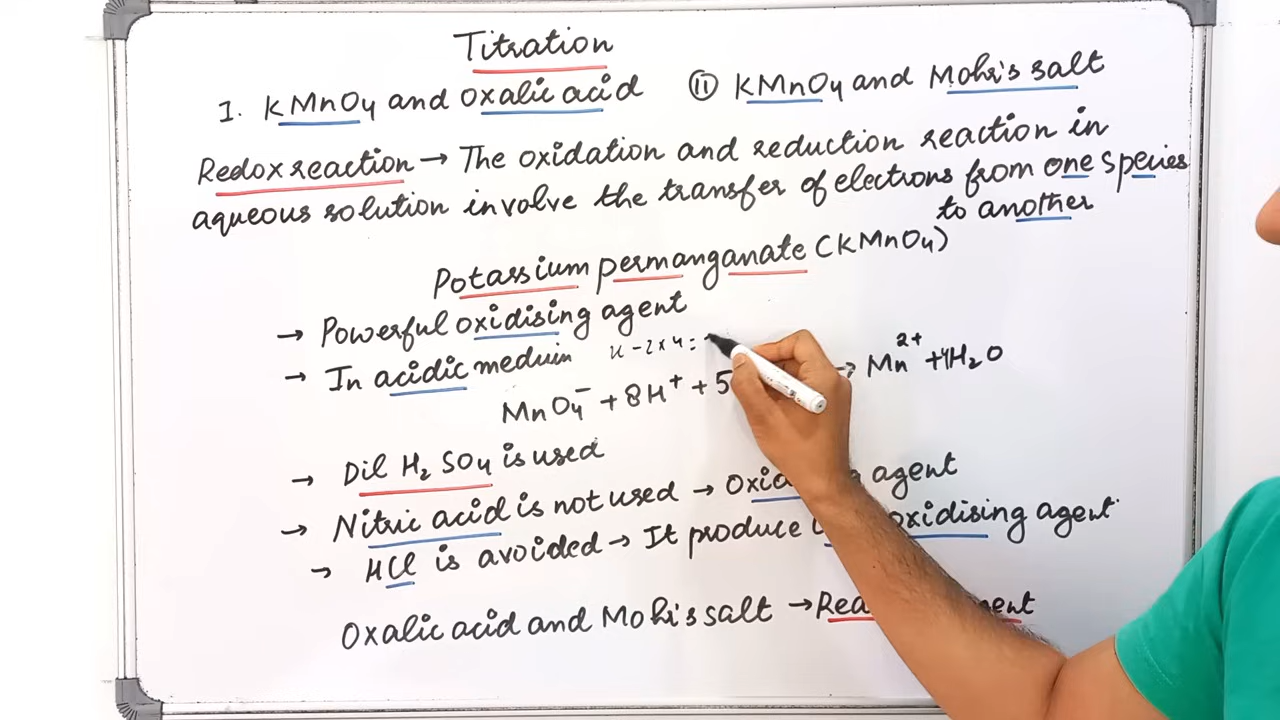 Titration
I. KMnO4 and Oxalic acid ⑪ KMnO4 and Mohr's salt
Redox reaction → The oxidation and reduction reaction in
aqueous solution involve the transfer of electrons from one species
to another
Potassium permanganate (KMnO4)
→ Powerful oxidising agent
→ In acidic medium x-2×4=
MnO4⁻ + 8H⁺ + 5 → Mn²⁺ + 4H2O
→ Dil H2SO4 is used
→ Nitric acid is not used → agent
→ HCl is avoided → It produce oxidising agent
Oxalic acid and Mohr's salt →